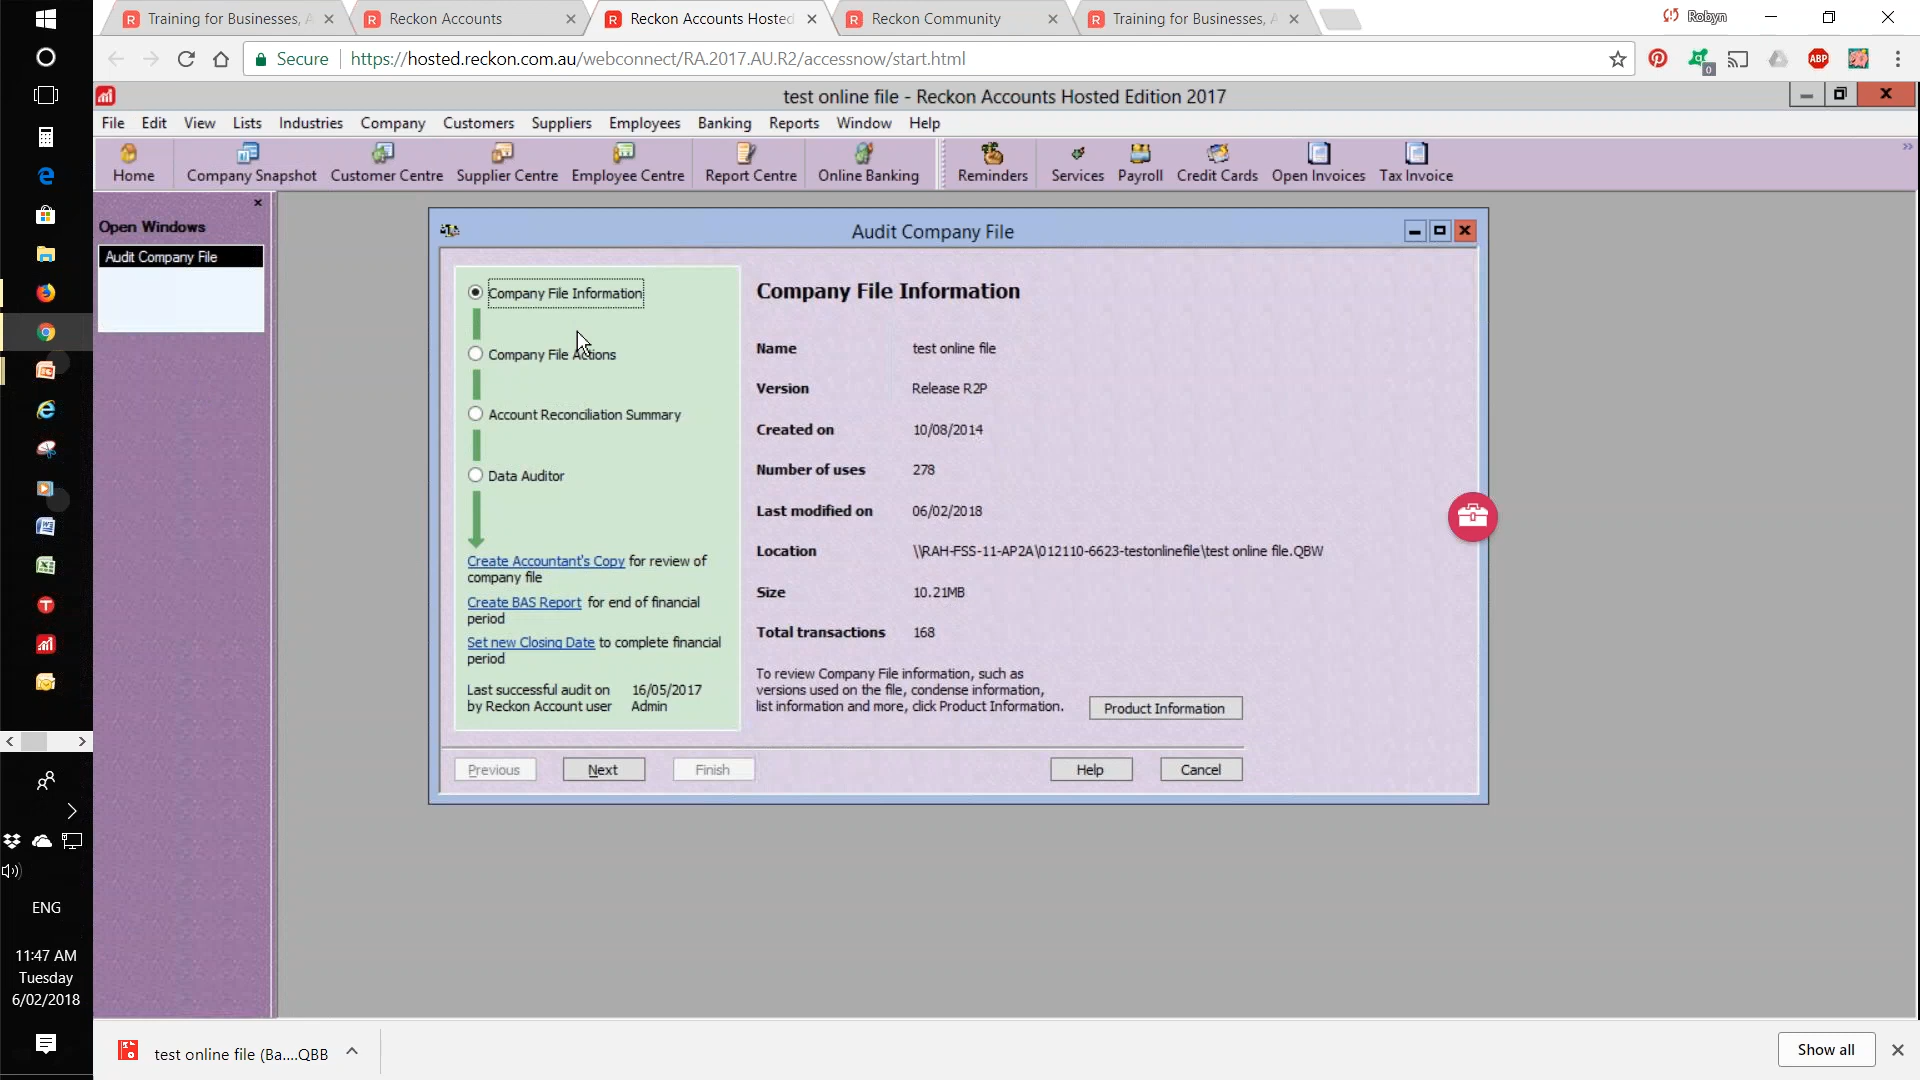 Training for Businesses, A
Reckon Accounts
Reckon Accounts Hosted
Reckon Community
Training for Businesses, A
Robyn
Secure
https://hosted.reckon.com.au/webconnect/RA.2017.AU.R2/accessnow/start.html
0
ABP
test online file - Reckon Accounts Hosted Edition 2017
File Edit View Lists Industries Company Customers Suppliers Employees Banking Reports Window Help
Home Company Snapshot Customer Centre Supplier Centre Employee Centre Report Centre Online Banking Reminders Services Payroll Credit Cards Open Invoices Tax Invoice
Open Windows
Audit Company File
Audit Company File
Company File Information
Company File Actions
Account Reconciliation Summary
Data Auditor
Create Accountant's Copy for review of
company file
Create BAS Report for end of financial
period
Set new Closing Date to complete financial
period
Last successful audit on 16/05/2017
by Reckon Account user Admin
Company File Information
Name test online file
Version Release R2P
Created on 10/08/2014
Number of uses 278
Last modified on 06/02/2018
Location \\RAH-FSS-11-AP2A\012110-6623-testonlinefile\test online file.QBW
Size 10.21MB
Total transactions 168
To review Company File information, such as
versions used on the file, condense information,
list information and more, click Product Information.
Product Information
Previous Next Finish Help Cancel
ENG
11:47 AM
Tuesday
6/02/2018
test online file (Ba....QBB
Show all